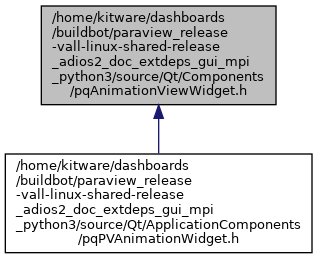 /home/kitware/dashboards
/buildbot/paraview_release
-vall-linux-shared-release
_adios2_doc_extdeps_gui_mpi
_python3/source/Qt/Components
/pqAnimationViewWidget.h
/home/kitware/dashboards
/buildbot/paraview_release
-vall-linux-shared-release
_adios2_doc_extdeps_gui_mpi
_python3/source/Qt/ApplicationComponents
/pqPVAnimationWidget.h